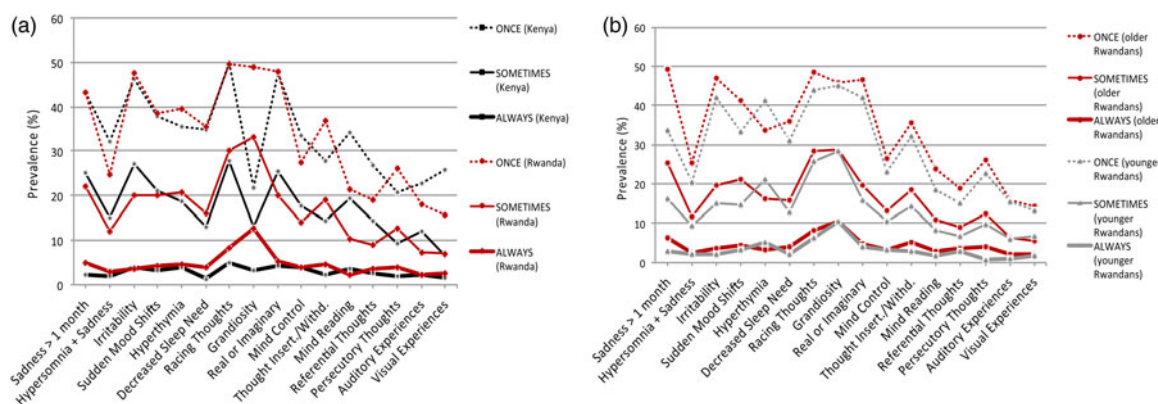 (a)
60
50
40
30
20
10
0
Prevalence (%)
Sadness > 1 month
Hypersomnia + Sadness
Irritability
Sudden Mood Shifts
Hyperthymia
Decreased Sleep Need
Racing Thoughts
Grandiosity
Real or Imaginary
Mind Control
Thought Insert./Withd.
Mind Reading
Referential Thoughts
Persecutory Thoughts
Auditory Experiences
Visual Experiences
ONCE (Kenya)
SOMETIMES
(Kenya)
ALWAYS (Kenya)
ONCE (Rwanda)
SOMETIMES
(Rwanda)
ALWAYS
(Rwanda)
(b)
60
50
40
30
20
10
0
Prevalence (%)
Sadness > 1 month
Hypersomnia + Sadness
Irritability
Sudden Mood Shifts
Hyperthymia
Decreased Sleep Need
Racing Thoughts
Grandiosity
Real or Imaginary
Mind Control
Thought Insert./Withd.
Mind Reading
Referential Thoughts
Persecutory Thoughts
Auditory Experiences
Visual Experiences
ONCE (older
Rwandans)
SOMETIMES
(older
Rwandans)
ALWAYS (older
Rwandans)
ONCE (younger
Rwandans)
SOMETIMES
(younger
Rwandans)
ALWAYS
(younger
Rwandans)